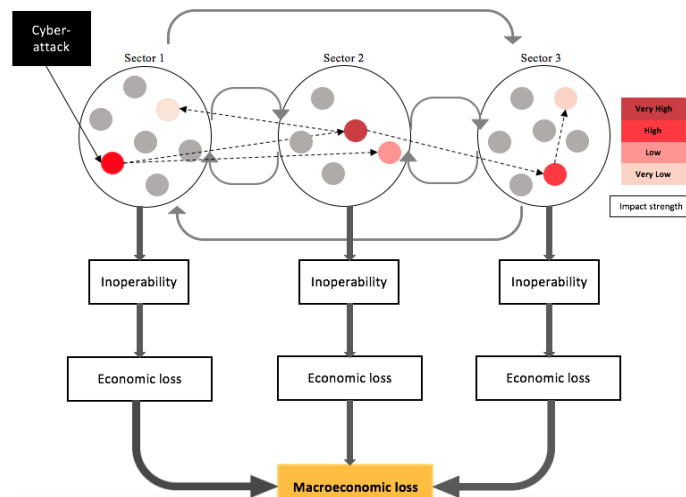 Cyber-
attack
Sector 1
Sector 2
Sector 3
Very High
High
Low
Very Low
Impact strength
Inoperability
Inoperability
Inoperability
Economic loss
Economic loss
Economic loss
Macroeconomic loss